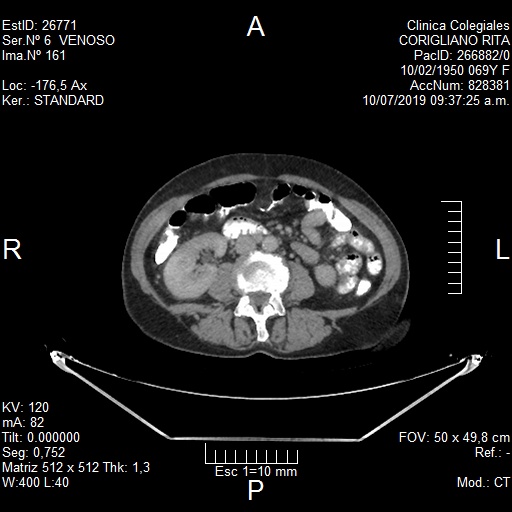 EstID: 26771
Ser.Nº 6 VENOSO
Ima.Nº 161
Loc: -176,5 Ax
Ker.: STANDARD
A
Clinica Colegiales
CORIGLIANO RITA
PacID: 266882/0
10/02/1950 069Y F
AccNum: 828381
10/07/2019 09:37:25 a.m.
R
L
KV: 120
mA: 82
Tilt: 0.000000
Seg: 0,752
Matriz 512 x 512 Thk: 1,3
W:400 L:40
Esc 1=10 mm
P
FOV: 50 x 49,8 cm
Ref.: -
Mod.: CT